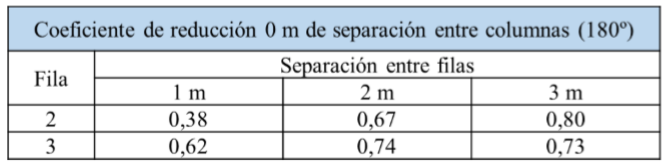 Coeficiente de reducción 0 m de separación entre columnas (180º)
Fila
Separación entre filas
1 m 2 m 3 m
2 0,38 0,67 0,80
3 0,62 0,74 0,73